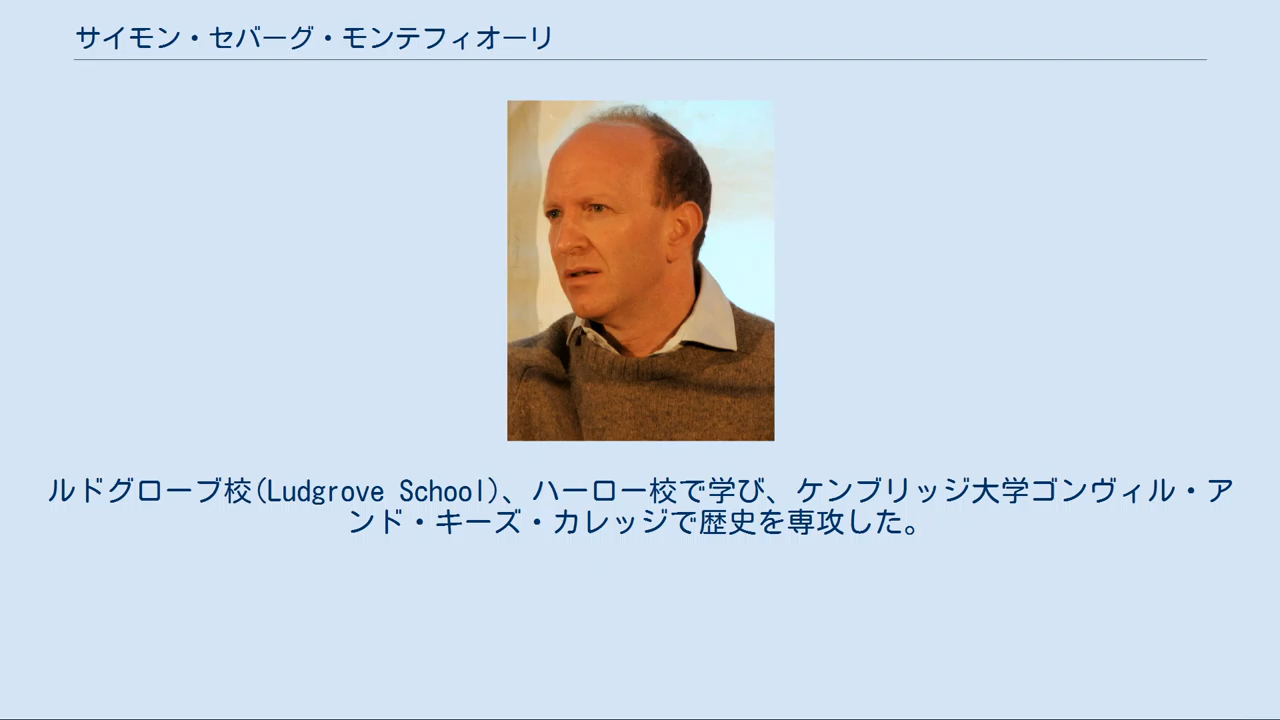 サイモン・セバーグ・モンテフィオーリ
ルドグローブ校(Ludgrove School)、ハーロー校で学び、ケンブリッジ大学ゴンヴィル・ア
ンド・キーズ・カレッジで歴史を専攻した。